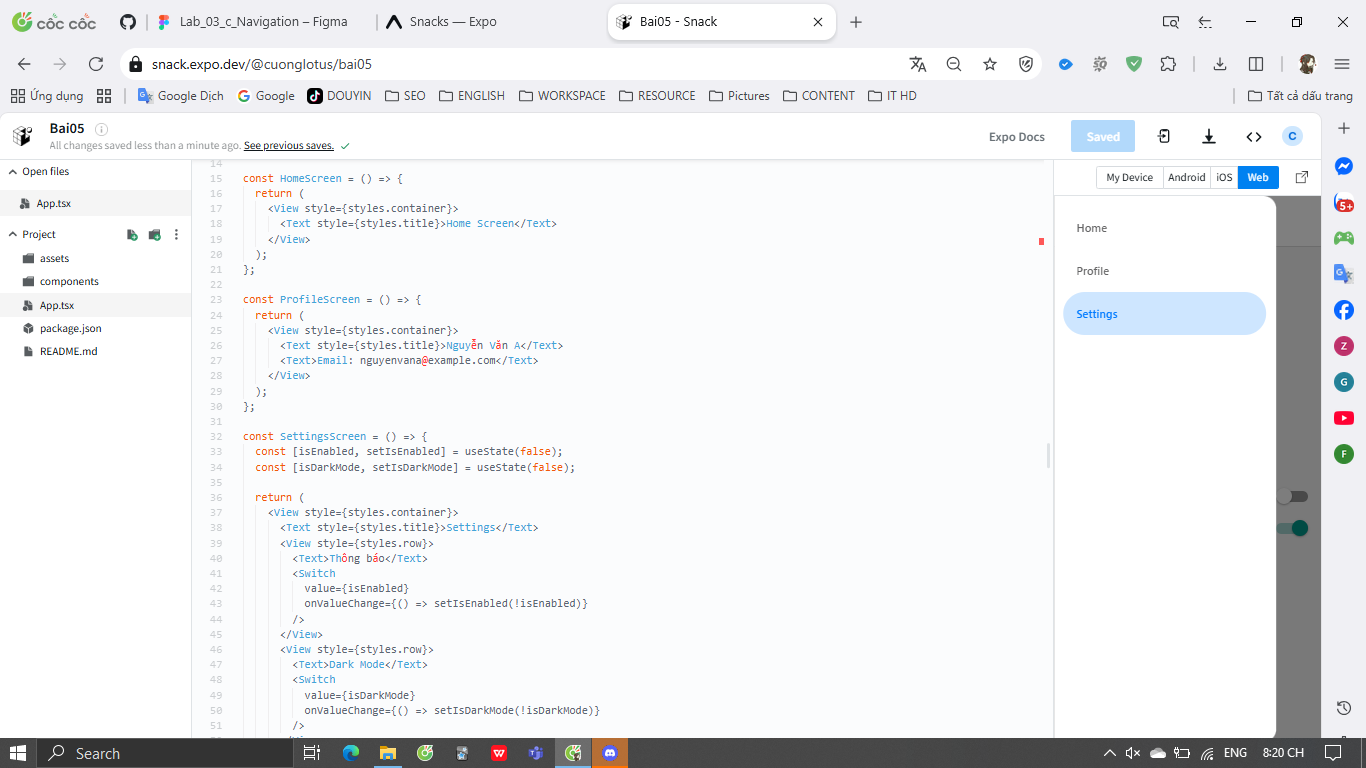 cốc cốc
Lab_03_c_Navigation – Figma
Snacks — Expo
Bai05 - Snack
snack.expo.dev/@cuonglotus/bai05
Ứng dụng
Google Dịch
Google
DOUYIN
SEO
ENGLISH
WORKSPACE
RESOURCE
Pictures
CONTENT
IT HD
Tất cả dấu trang
Bai05
All changes saved less than a minute ago. See previous saves.
Expo Docs
Saved
C
Open files
App.tsx
Project
assets
components
App.tsx
package.json
README.md
14
15 const HomeScreen = () => {
16 return (
17 <View style={styles.container}>
18 <Text style={styles.title}>Home Screen</Text>
19 </View>
20 );
21 };
22
23 const ProfileScreen = () => {
24 return (
25 <View style={styles.container}>
26 <Text style={styles.title}>Nguyễn Văn A</Text>
27 <Text>Email: nguyenvana@example.com</Text>
28 </View>
29 );
30 };
31
32 const SettingsScreen = () => {
33 const [isEnabled, setIsEnabled] = useState(false);
34 const [isDarkMode, setIsDarkMode] = useState(false);
35
36 return (
37 <View style={styles.container}>
38 <Text style={styles.title}>Settings</Text>
39 <View style={styles.row}>
40 <Text>Thông báo</Text>
41 <Switch
42 value={isEnabled}
43 onValueChange={() => setIsEnabled(!isEnabled)}
44 />
45 </View>
46 <View style={styles.row}>
47 <Text>Dark Mode</Text>
48 <Switch
49 value={isDarkMode}
50 onValueChange={() => setIsDarkMode(!isDarkMode)}
51 />
My Device
Android
iOS
Web
Home
Profile
Settings
5+
Z
G
F
Search
ENG
8:20 CH